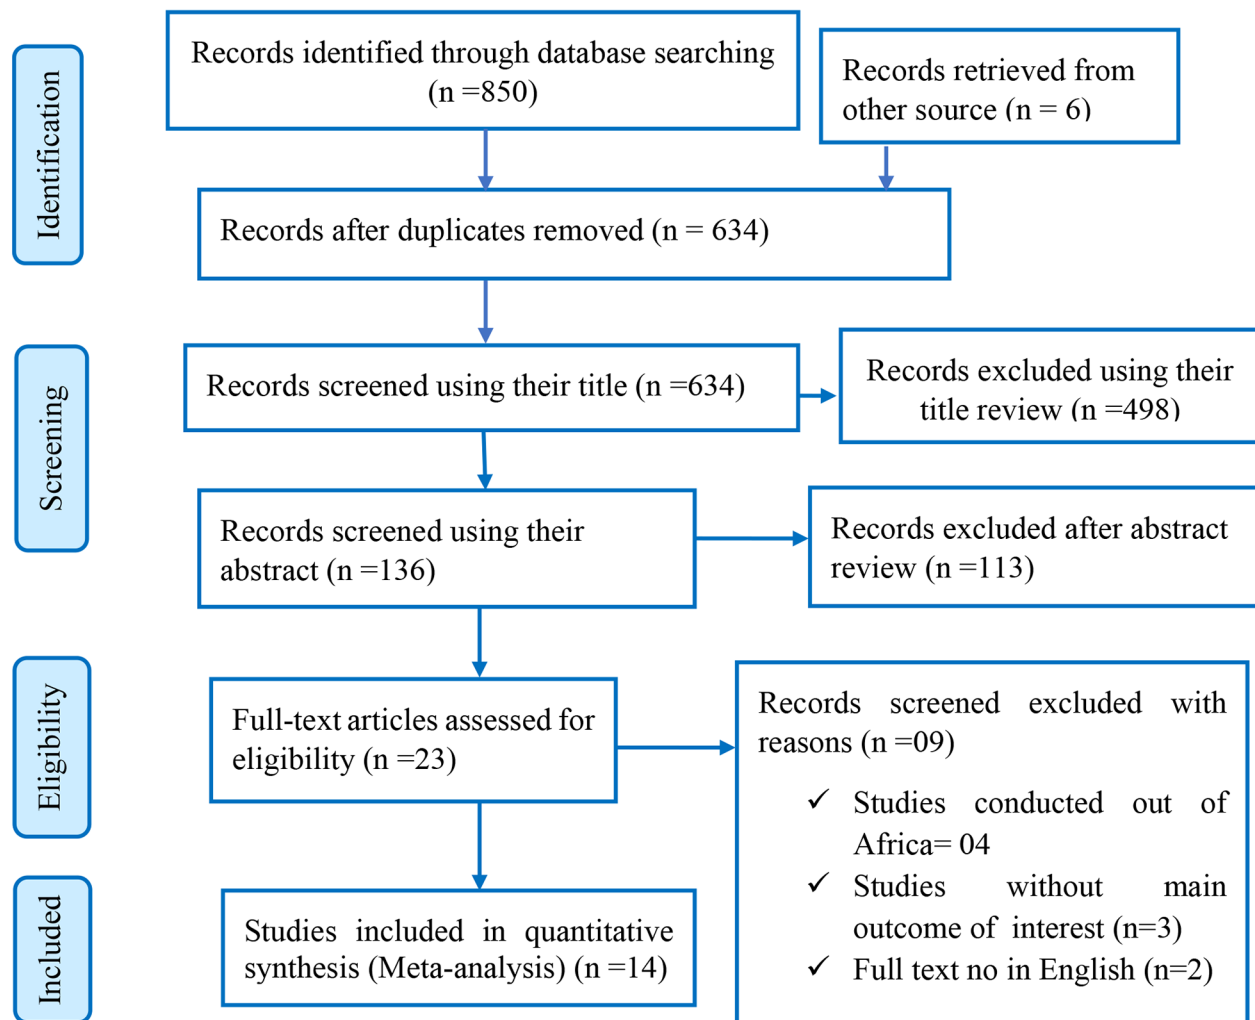 Identification
Records identified through database searching
(n =850)
Records retrieved from
other source (n = 6)
Records after duplicates removed (n = 634)
Screening
Records screened using their title (n =634)
Records excluded using their
title review (n =498)
Records screened using their
abstract (n =136)
Records excluded after abstract
review (n =113)
Eligibility
Full-text articles assessed for
eligibility (n =23)
Records screened excluded with
reasons (n =09)
✓ Studies conducted out of
Africa= 04
✓ Studies without main
outcome of interest (n=3)
✓ Full text no in English (n=2)
Included
Studies included in quantitative
synthesis (Meta-analysis) (n =14)